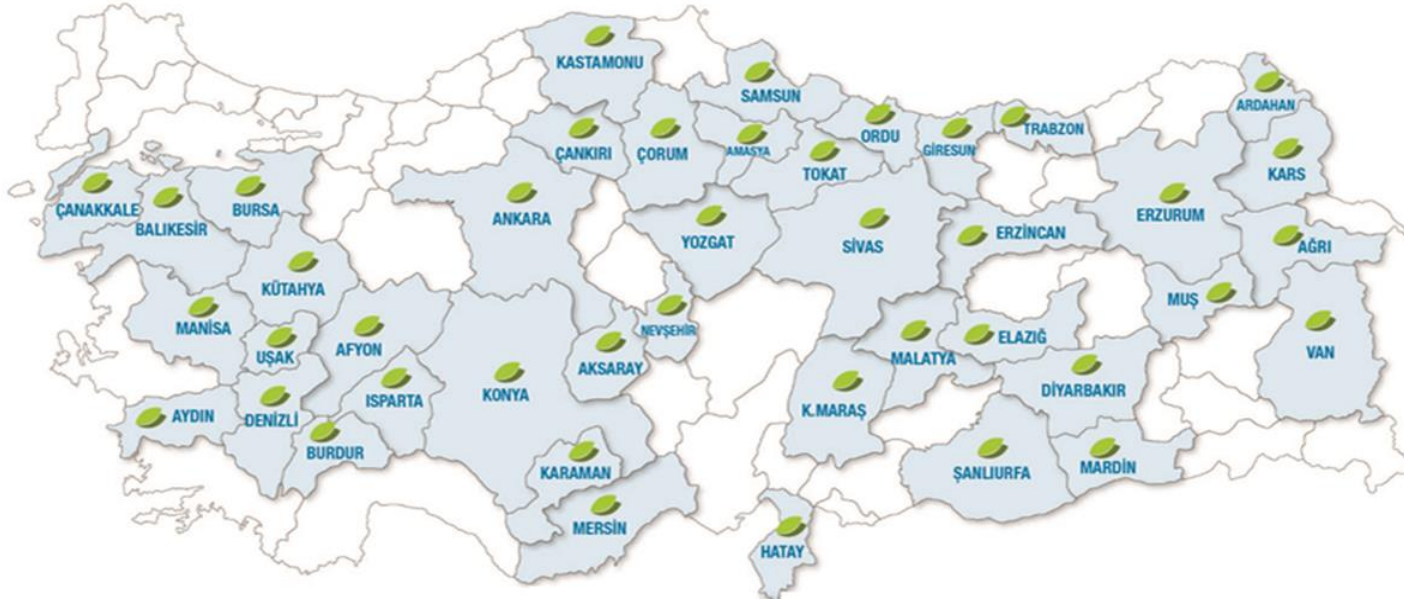 KASTAMONU
SAMSUN
ARDAHAN
ÇANKIRI
ÇORUM
AMASYA
ORDU
GİRESUN
TRABZON
TOKAT
KARS
ÇANAKKALE
BALIKESİR
BURSA
ANKARA
YOZGAT
SİVAS
ERZİNCAN
ERZURUM
AĞRI
KÜTAHYA
MUŞ
MANİSA
UŞAK
AFYON
NEVŞEHİR
AKSARAY
MALATYA
ELAZIĞ
VAN
AYDIN
DENİZLİ
ISPARTA
KONYA
K.MARAŞ
DİYARBAKIR
BURDUR
KARAMAN
ŞANLIURFA
MARDİN
MERSİN
HATAY